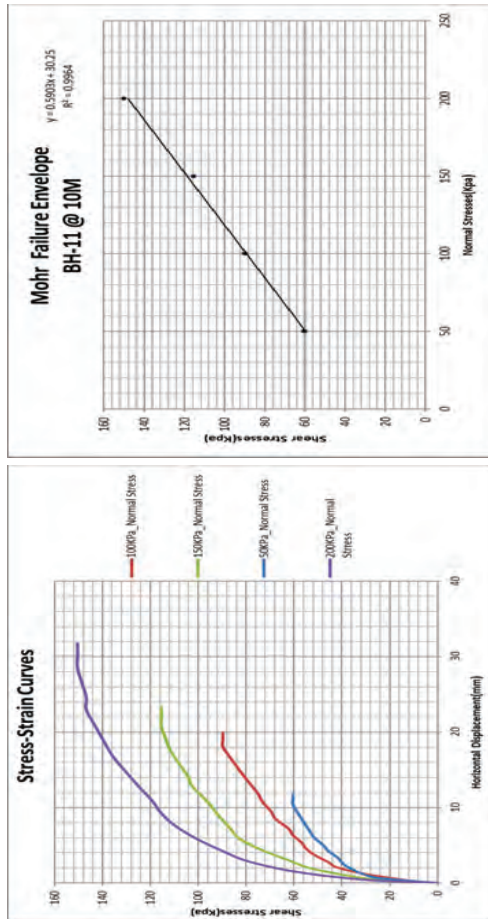 Stress-Strain Curves
Shear Stresses(Kpa)
160
140
120
100
80
60
40
20
0
0 10 20 30 40
Horizontal Displacement(mm)
100KPa_Normal Stress
150KPa_Normal Stress
50KPa_Normal Stress
200KPa_Normal
Stress
Mohr Failure Envelope
BH-11 @ 10M
y = 0.5903x + 30.25
R² = 0.9964
Shear Stresses(Kpa)
160
140
120
100
80
60
40
20
0
0 50 100 150 200 250
Normal Stresses(Kpa)